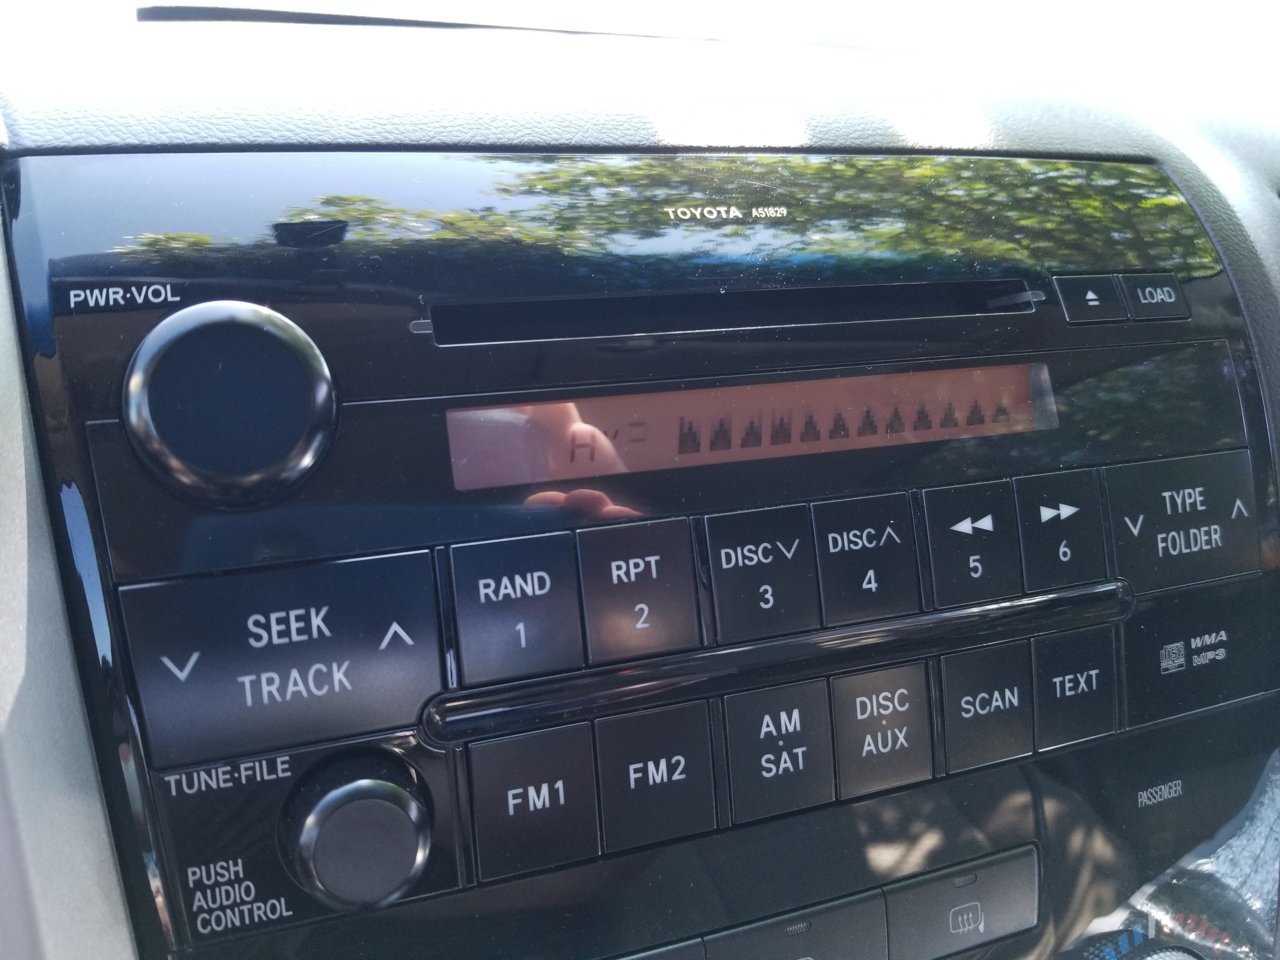 TOYOTA A51829
PWR·VOL
LOAD
SEEK
TRACK
RAND
1
RPT
2
DISC
3
DISC
4
5
6
TYPE
FOLDER
TUNE·FILE
PUSH
AUDIO
CONTROL
FM1
FM2
AM
·
SAT
DISC
·
AUX
SCAN
TEXT
WMA
MP3
PASSENGER